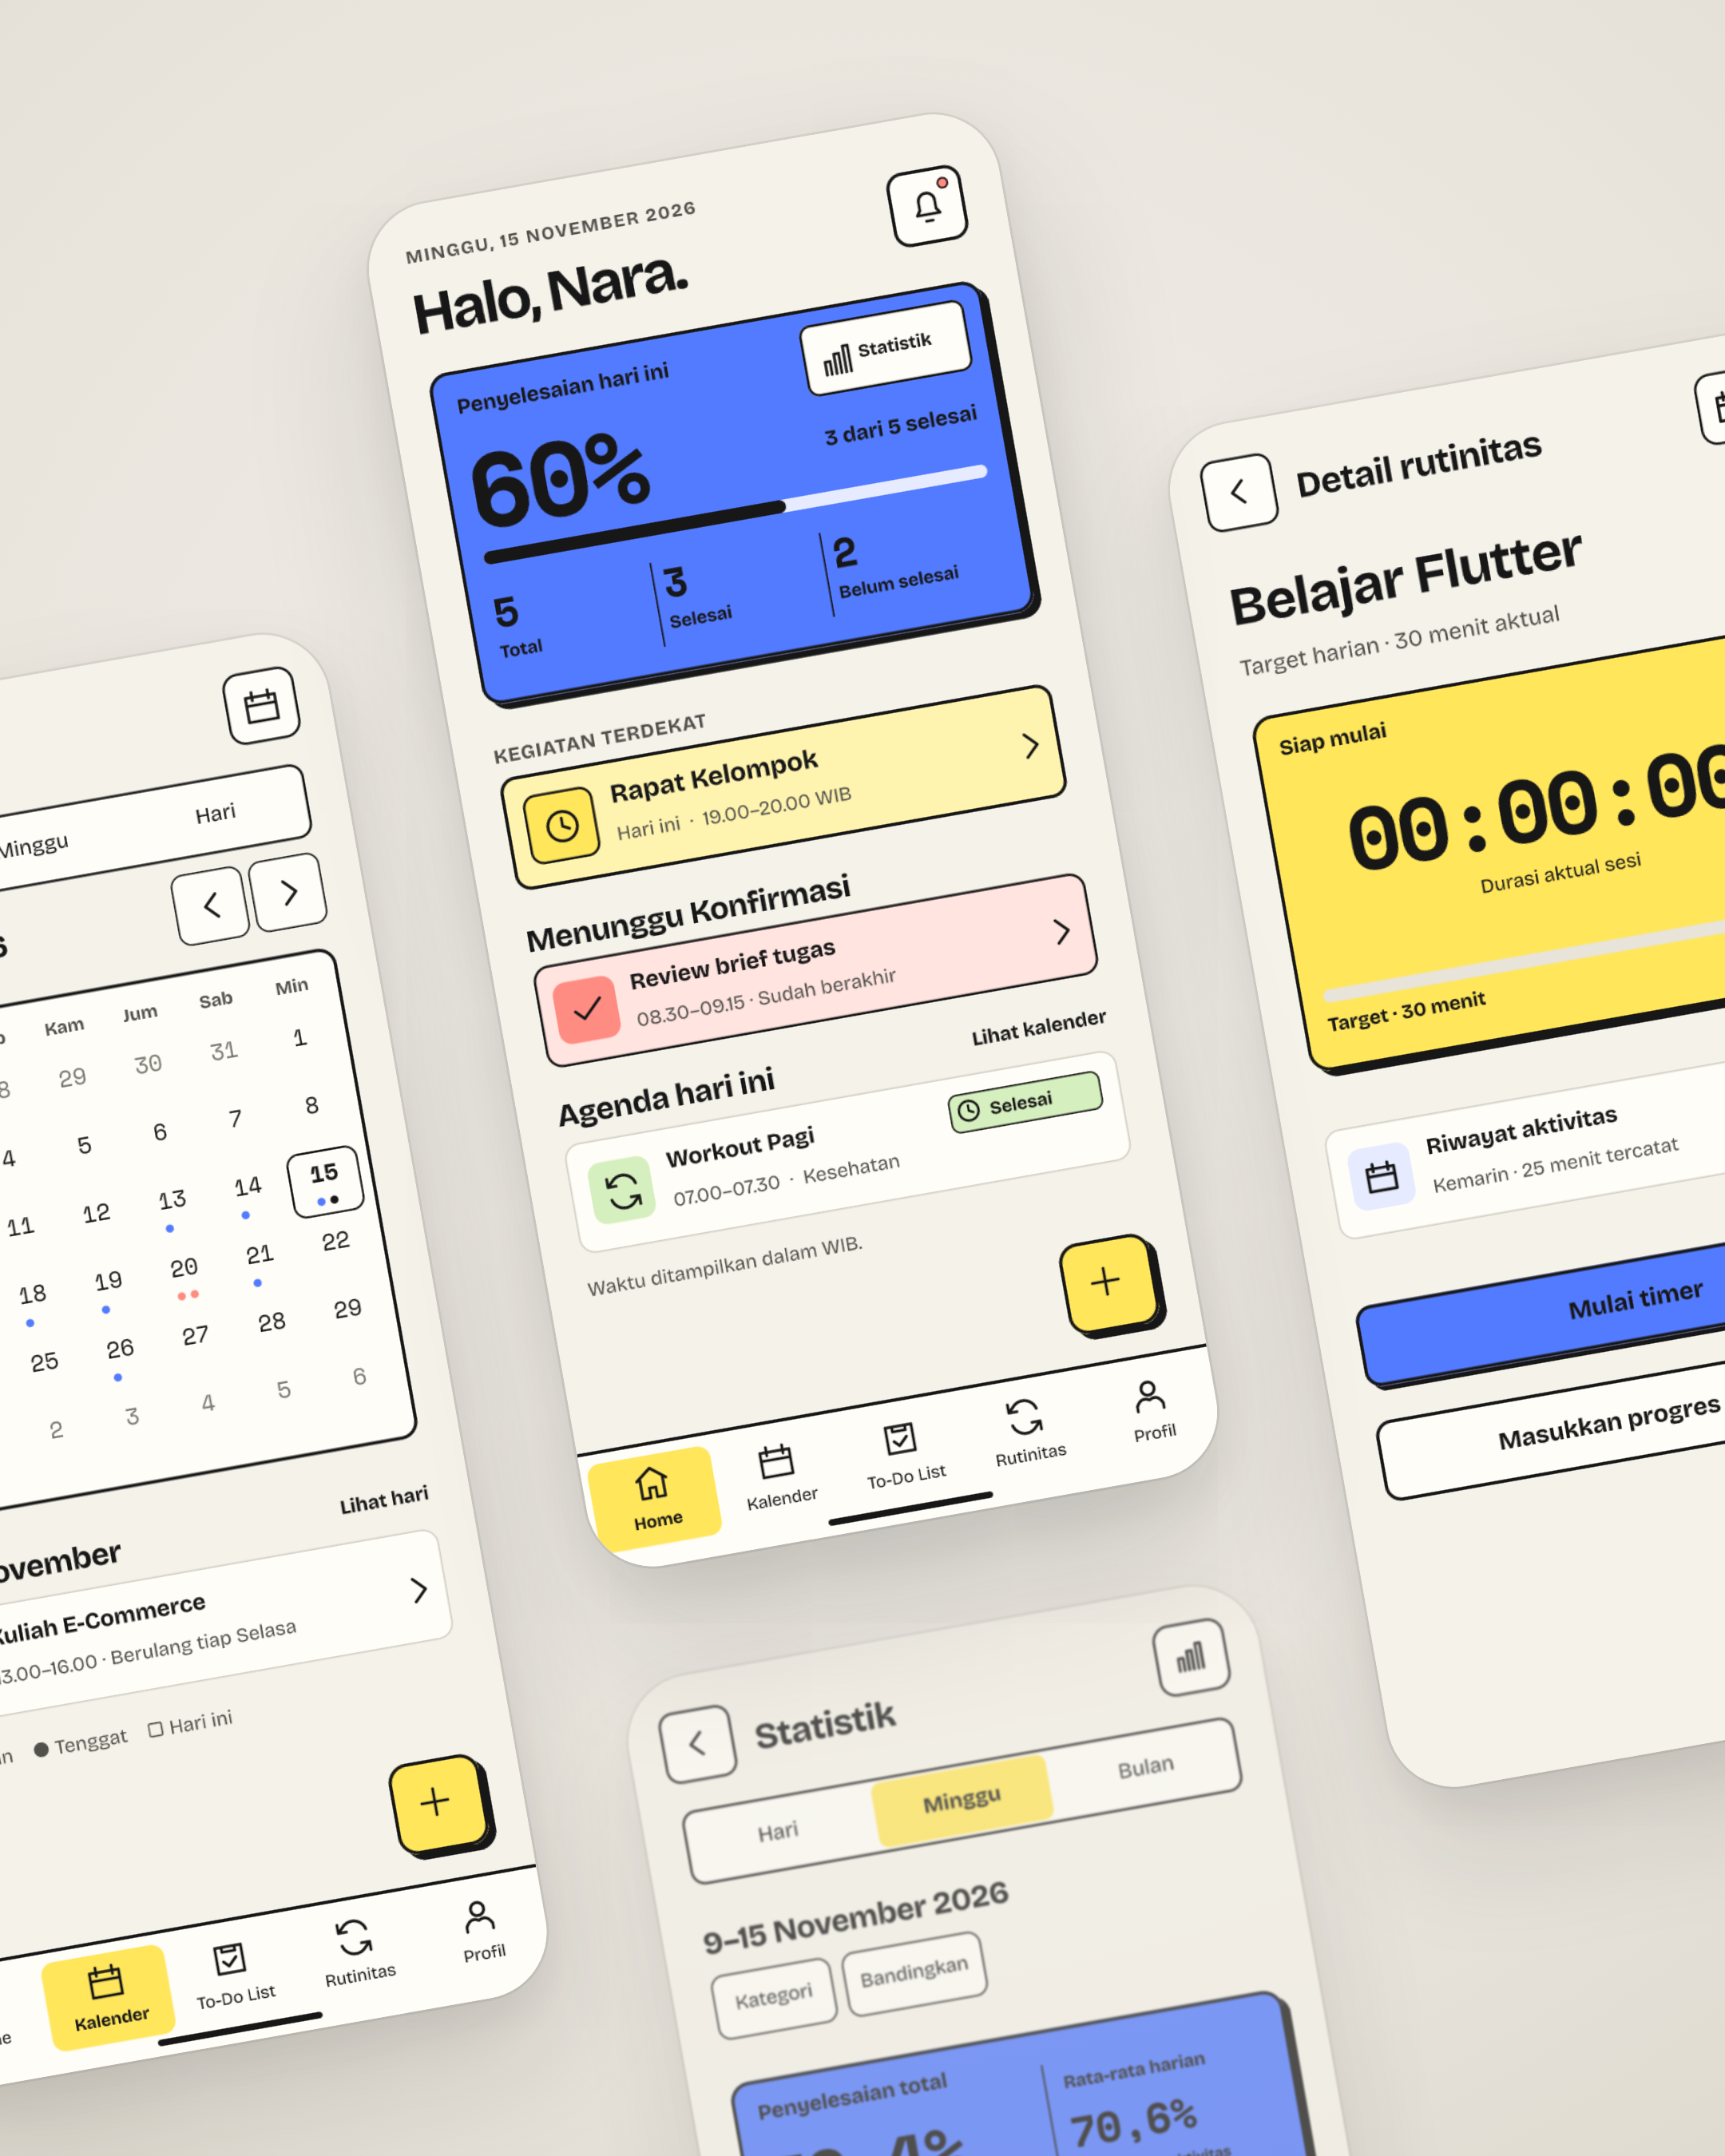 MINGGU, 15 NOVEMBER 2026
Halo, Nara.
Penyelesaian hari ini
Statistik
60%
3 dari 5 selesai
5
Total
3
Selesai
2
Belum selesai
KEGIATAN TERDEKAT
Rapat Kelompok
Hari ini · 19.00–20.00 WIB
Menunggu Konfirmasi
Review brief tugas
08.30–09.15 · Sudah berakhir
Agenda hari ini
Lihat kalender
Workout Pagi
07.00–07.30 · Kesehatan
Selesai
Waktu ditampilkan dalam WIB.
Home
Kalender
To-Do List
Rutinitas
Profil
Minggu
Hari
Kam Jum Sab Min
29 30 31 1
4 5 6 7 8
11 12 13 14 15
18 19 20 21 22
25 26 27 28 29
2 3 4 5 6
Lihat hari
Kuliah E-Commerce
13.00–16.00 · Berulang tiap Selasa
Tenggat
Hari ini
Kalender
To-Do List
Rutinitas
Profil
Detail rutinitas
Belajar Flutter
Target harian · 30 menit aktual
Siap mulai
00:00:00
Durasi aktual sesi
Target · 30 menit
Riwayat aktivitas
Kemarin · 25 menit tercatat
Mulai timer
Masukkan progres
Statistik
Hari
Minggu
Bulan
9–15 November 2026
Kategori
Bandingkan
Penyelesaian total
Rata-rata harian
70,6%